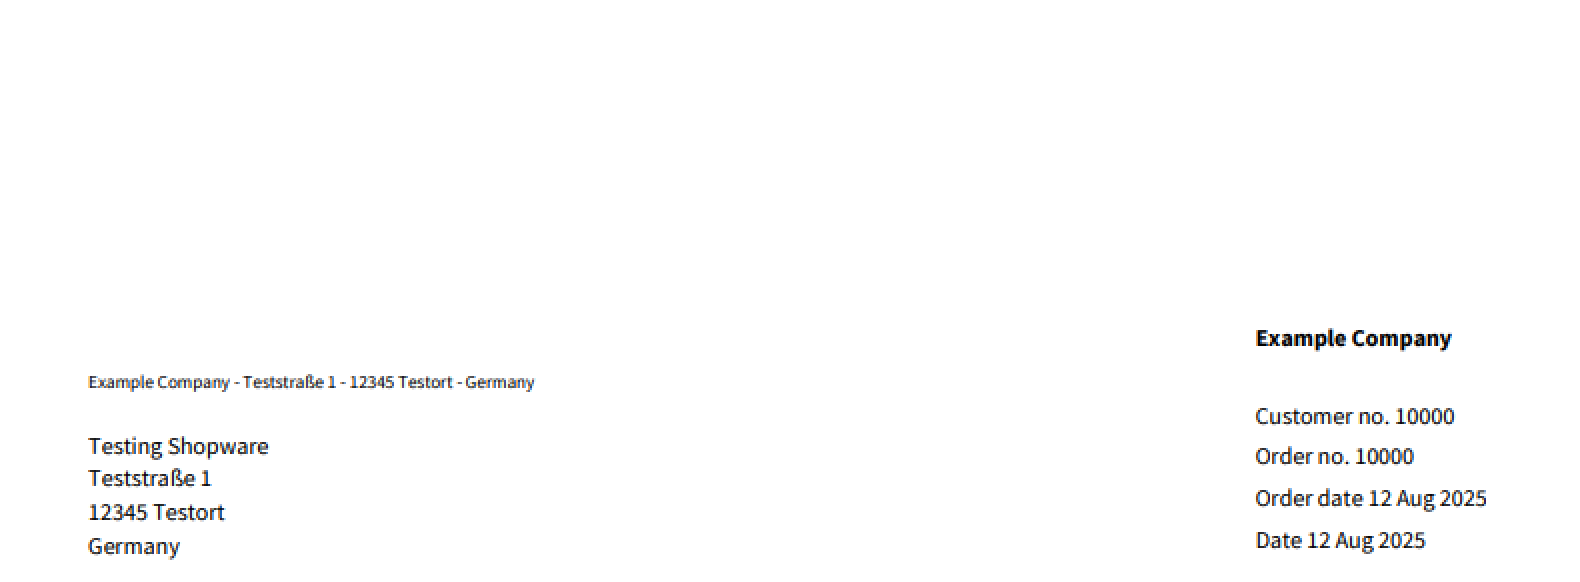 Example Company
Example Company - Teststraße 1 - 12345 Testort - Germany
Customer no. 10000
Order no. 10000
Order date 12 Aug 2025
Date 12 Aug 2025
Testing Shopware
Teststraße 1
12345 Testort
Germany